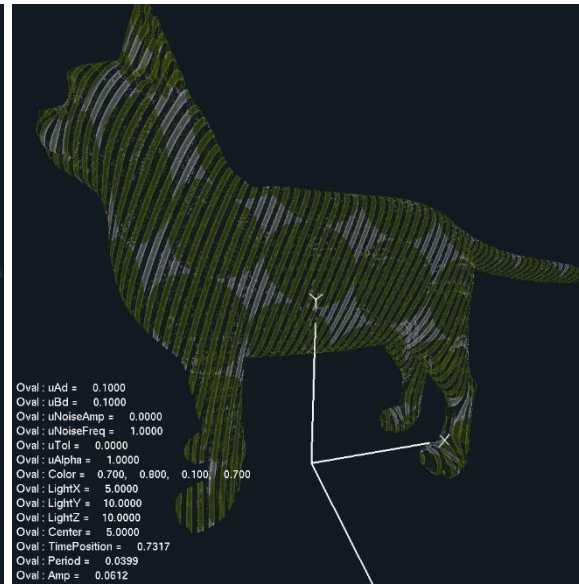 Y
X
Oval : uAd = 0.1000
Oval : uBd = 0.1000
Oval : uNoiseAmp = 0.0000
Oval : uNoiseFreq = 1.0000
Oval : uTol = 0.0000
Oval : uAlpha = 1.0000
Oval : Color = 0.700, 0.800, 0.100, 0.700
Oval : LightX = 5.0000
Oval : LightY = 10.0000
Oval : LightZ = 10.0000
Oval : Center = 5.0000
Oval : TimePosition = 0.7317
Oval : Period = 0.0399
Oval : Amp = 0.0612